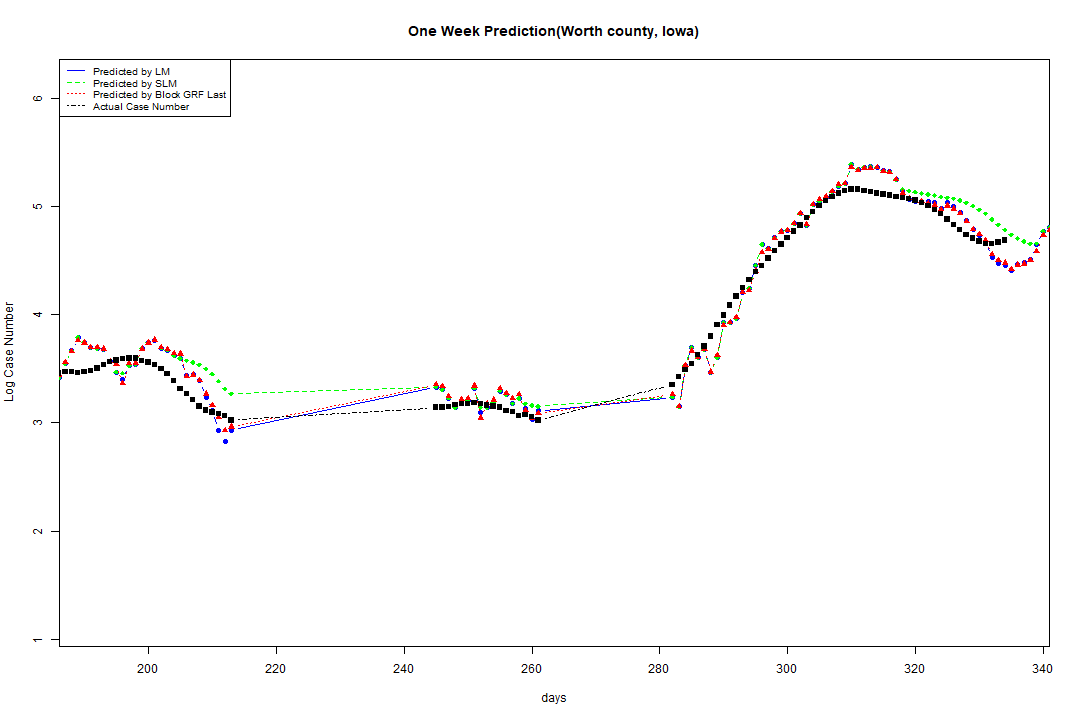 One Week Prediction(Worth county, Iowa)
Predicted by LM
Predicted by SLM
Predicted by Block GRF Last
Actual Case Number
6
5
4
3
2
1
Log Case Number
200 220 240 260 280 300 320 340
days